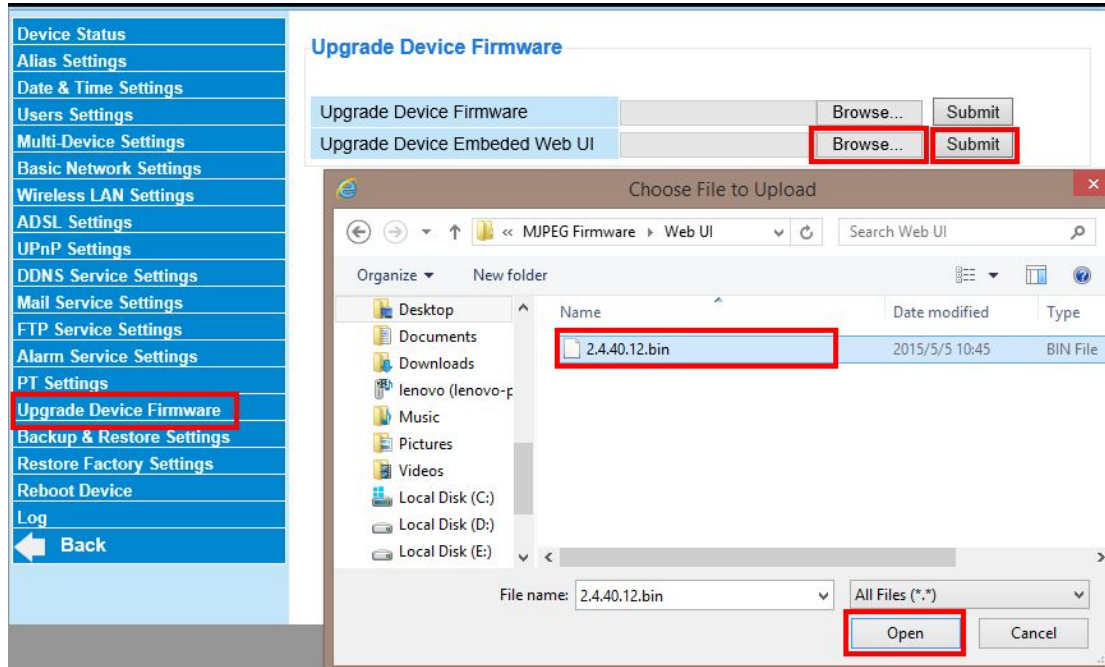 Device Status
Alias Settings
Date & Time Settings
Users Settings
Multi-Device Settings
Basic Network Settings
Wireless LAN Settings
ADSL Settings
UPnP Settings
DDNS Service Settings
Mail Service Settings
FTP Service Settings
Alarm Service Settings
PT Settings
Upgrade Device Firmware
Backup & Restore Settings
Restore Factory Settings
Reboot Device
Log
Back
Upgrade Device Firmware
Upgrade Device Firmware Browse... Submit
Upgrade Device Embeded Web UI Browse... Submit
Choose File to Upload
« MJPEG Firmware Web UI Search Web UI
Organize New folder
Desktop
Documents
Downloads
lenovo (lenovo-p
Music
Pictures
Videos
Local Disk (C:)
Local Disk (D:)
Local Disk (E:)
Name Date modified Type
2.4.40.12.bin 2015/5/5 10:45 BIN File
File name: 2.4.40.12.bin All Files (*.*)
Open Cancel